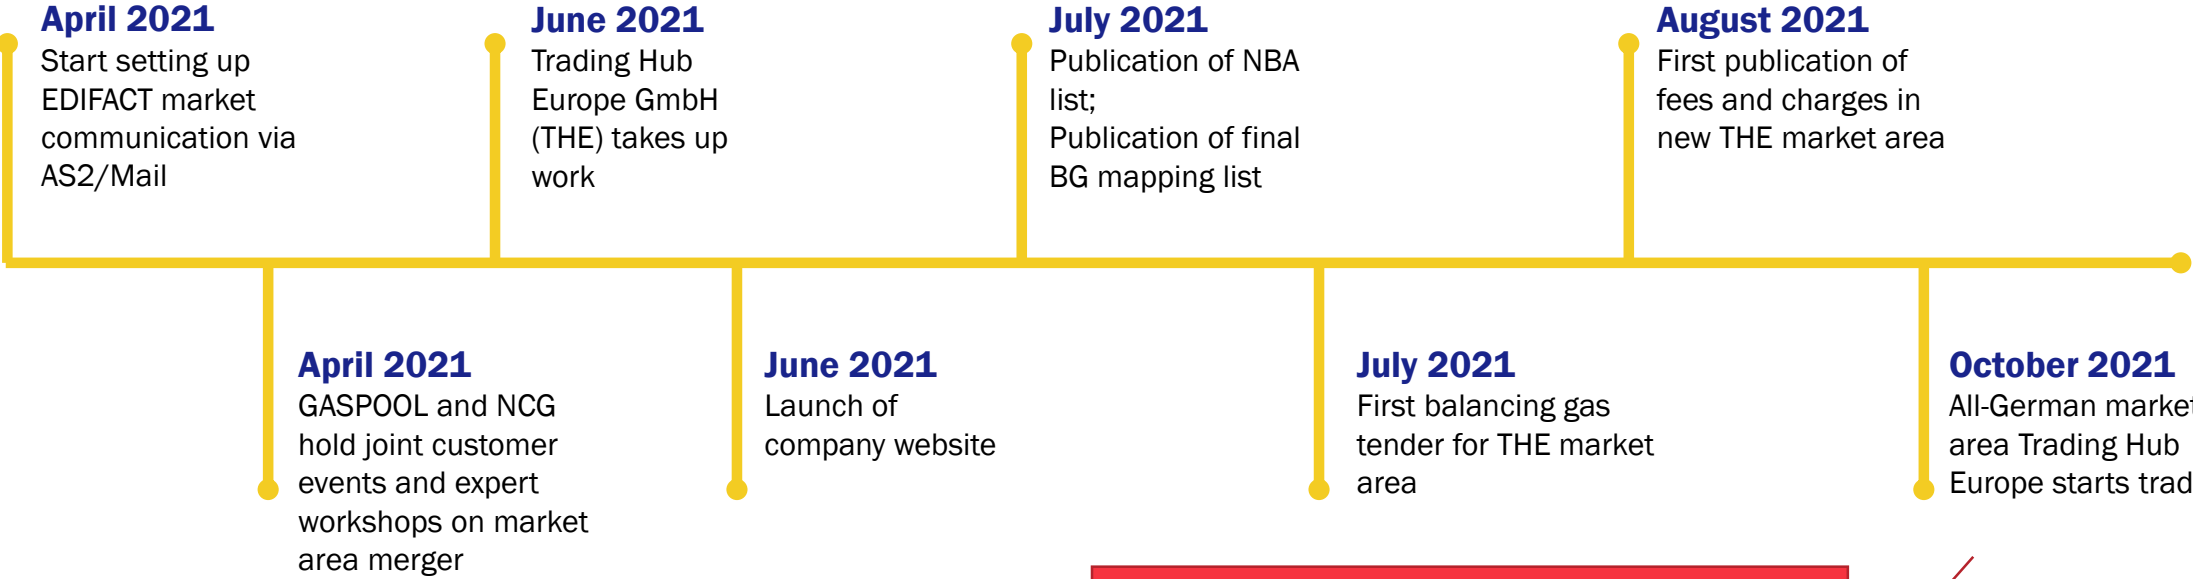 April 2021
Start setting up
EDIFACT market
communication via
AS2/Mail
April 2021
GASPOOL and NCG
hold joint customer
events and expert
workshops on market
area merger
June 2021
Trading Hub
Europe GmbH
(THE) takes up
work
June 2021
Launch of
company website
July 2021
Publication of NBA
list;
Publication of final
BG mapping list
July 2021
First balancing gas
tender for THE market
area
August 2021
First publication of
fees and charges in
new THE market area
October 2021
All-German market
area Trading Hub
Europe starts